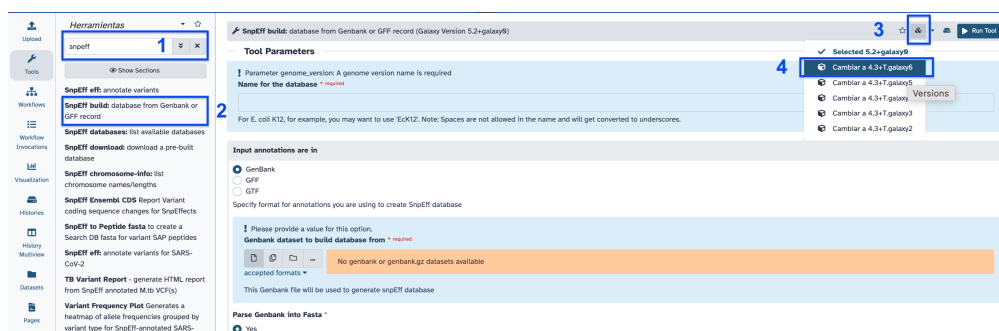 Upload
Tools
Workflows
Workflow
Invocations
Visualization
Histories
History
Multiview
Datasets
Pages
Herramientas
snpeff
1
Show Sections
SnpEff eff: annotate variants
SnpEff build: database from Genbank or
GFF record
2
SnpEff databases: list available databases
SnpEff download: download a pre-built
database
SnpEff chromosome-info: list
chromosome names/lengths
SnpEff Ensembl CDS Report Variant
coding sequence changes for SnpEffects
SnpEff to Peptide fasta to create a
Search DB fasta for variant SAP peptides
SnpEff eff: annotate variants for SARS-
CoV-2
TB Variant Report - generate HTML report
from SnpEff annotated M.tb VCF(s)
Variant Frequency Plot Generates a
heatmap of allele frequencies grouped by
variant type for SnpEff-annotated SARS-
SnpEff build: database from Genbank or GFF record (Galaxy Version 5.2+galaxy0)
3
Run Tool
Selected 5.2+galaxy0
4
Cambiar a 4.3+T.galaxy6
Cambiar a 4.3+T.galaxy5
Cambiar a 4.3+T.galaxy
Versions
Cambiar a 4.3+T.galaxy3
Cambiar a 4.3+T.galaxy2
Tool Parameters
Parameter genome_version: A genome version name is required
Name for the database * required
For E. coli K12, for example, you may want to use 'EcK12'. Note: Spaces are not allowed in the name and will get converted to underscores.
Input annotations are in
GenBank
GFF
GTF
Specify format for annotations you are using to create SnpEff database
Please provide a value for this option.
Genbank dataset to build database from * required
No genbank or genbank.gz datasets available
accepted formats
This Genbank file will be used to generate snpEff database
Parse Genbank into Fasta *
Yes